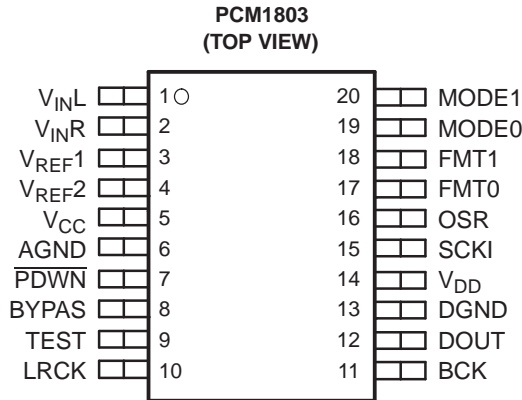 PCM1803
(TOP VIEW)
VINL 1 20 MODE1
VINR 2 19 MODE0
VREF1 3 18 FMT1
VREF2 4 17 FMT0
VCC 5 16 OSR
AGND 6 15 SCKI
PDWN 7 14 VDD
BYPAS 8 13 DGND
TEST 9 12 DOUT
LRCK 10 11 BCK